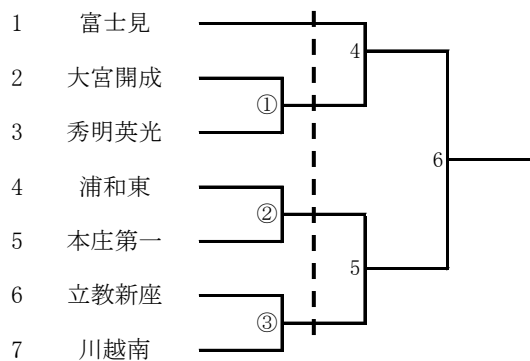 1 富士見
4
2 大宮開成
①
3 秀明英光
6
4 浦和東
②
5 本庄第一
5
6 立教新座
③
7 川越南